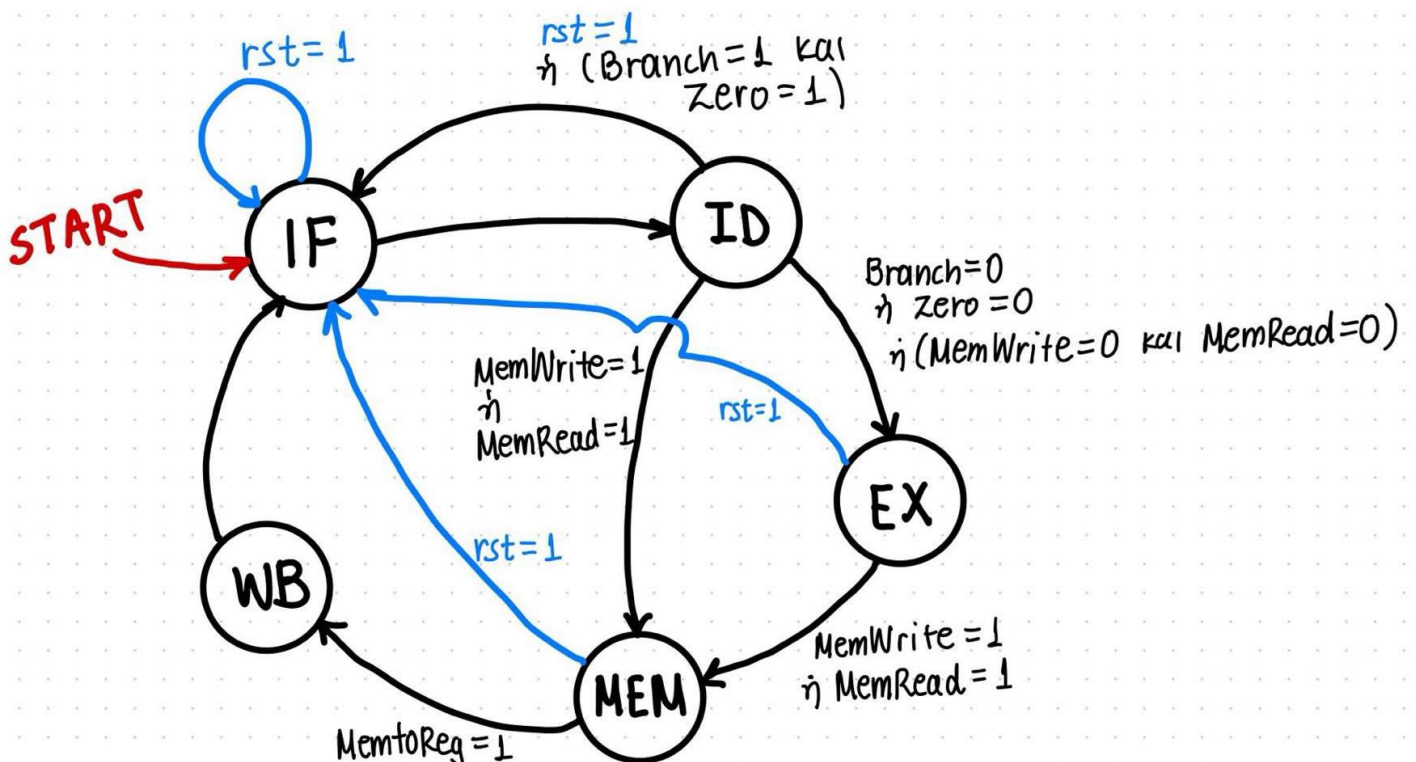 rst=1
rst=1
ή (Branch=1 και
Zero=1)
START
IF
ID
Branch=0
ή Zero=0
ή (MemWrite=0 και MemRead=0)
MemWrite=1
ή
MemRead=1
rst=1
EX
rst=1
WB
MEM
MemWrite=1
ή MemRead=1
MemtoReg=1